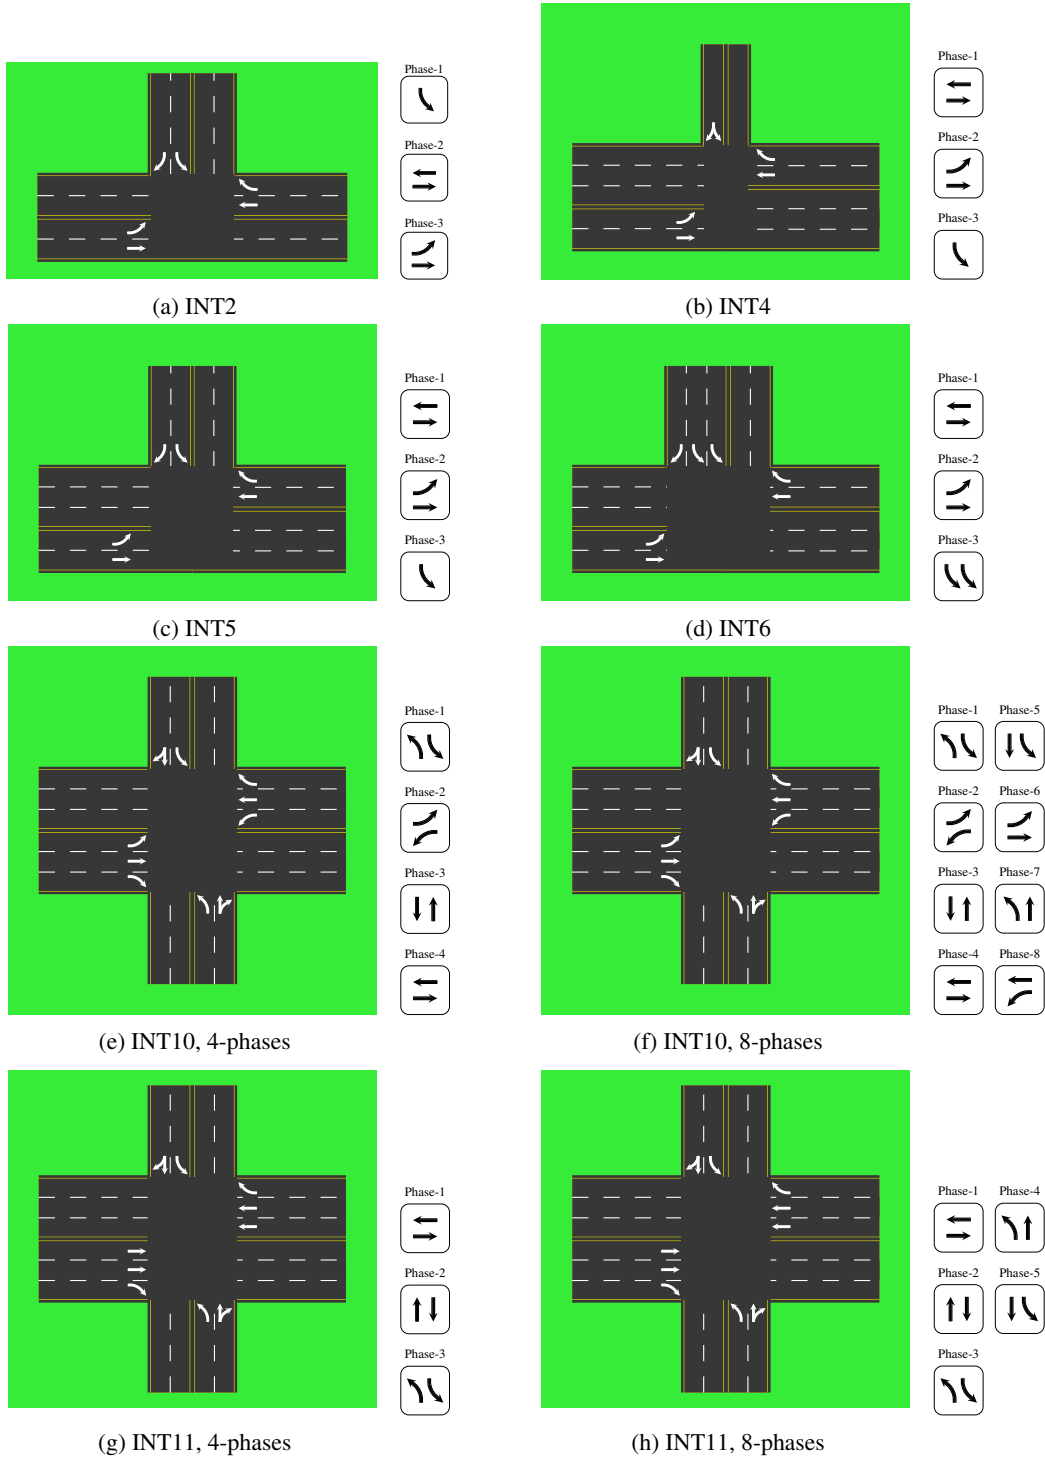 Phase-1
Phase-2
Phase-3
(a) INT2
Phase-1
Phase-2
Phase-3
(b) INT4
Phase-1
Phase-2
Phase-3
(c) INT5
Phase-1
Phase-2
Phase-3
(d) INT6
Phase-1
Phase-2
Phase-3
Phase-4
(e) INT10, 4-phases
Phase-1 Phase-5
Phase-2 Phase-6
Phase-3 Phase-7
Phase-4 Phase-8
(f) INT10, 8-phases
Phase-1
Phase-2
Phase-3
(g) INT11, 4-phases
Phase-1 Phase-4
Phase-2 Phase-5
Phase-3
(h) INT11, 8-phases